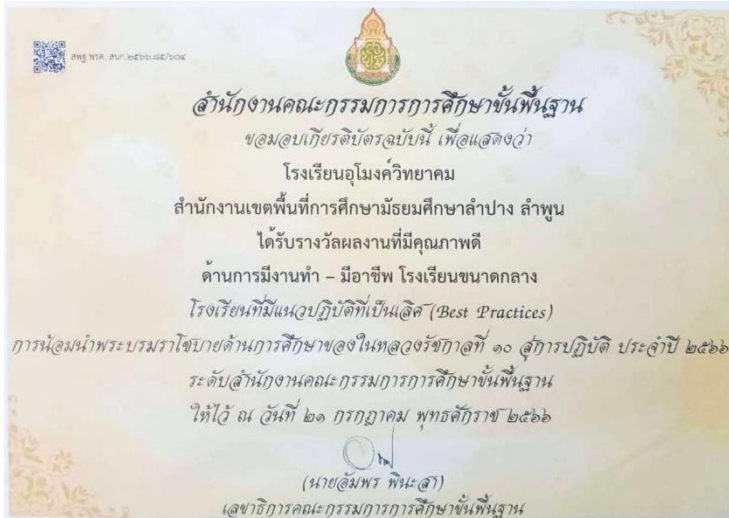 สพฐ.พรด. สนก.๒๕๖๖.๘๕/๖๐๔
สำนักงานคณะกรรมการการศึกษาขั้นพื้นฐาน
ขอมอบเกียรติบัตรฉบับนี้ เพื่อแสดงว่า
โรงเรียนอุโมงค์วิทยาคม
สำนักงานเขตพื้นที่การศึกษามัธยมศึกษาลำปาง ลำพูน
ได้รับรางวัลผลงานที่มีคุณภาพดี
ด้านการมีงานทำ – มีอาชีพ โรงเรียนขนาดกลาง
โรงเรียนที่มีแนวปฏิบัติที่เป็นเลิศ (Best Practices)
การน้อมนำพระบรมราโชบายด้านการศึกษาของในหลวงรัชกาลที่ ๑๐ สู่การปฏิบัติ ประจำปี ๒๕๖๖
ระดับสำนักงานคณะกรรมการการศึกษาขั้นพื้นฐาน
ให้ไว้ ณ วันที่ ๒๑ กรกฎาคม พุทธศักราช ๒๕๖๖
(นายอัมพร พินะสา)
เลขาธิการคณะกรรมการการศึกษาขั้นพื้นฐาน